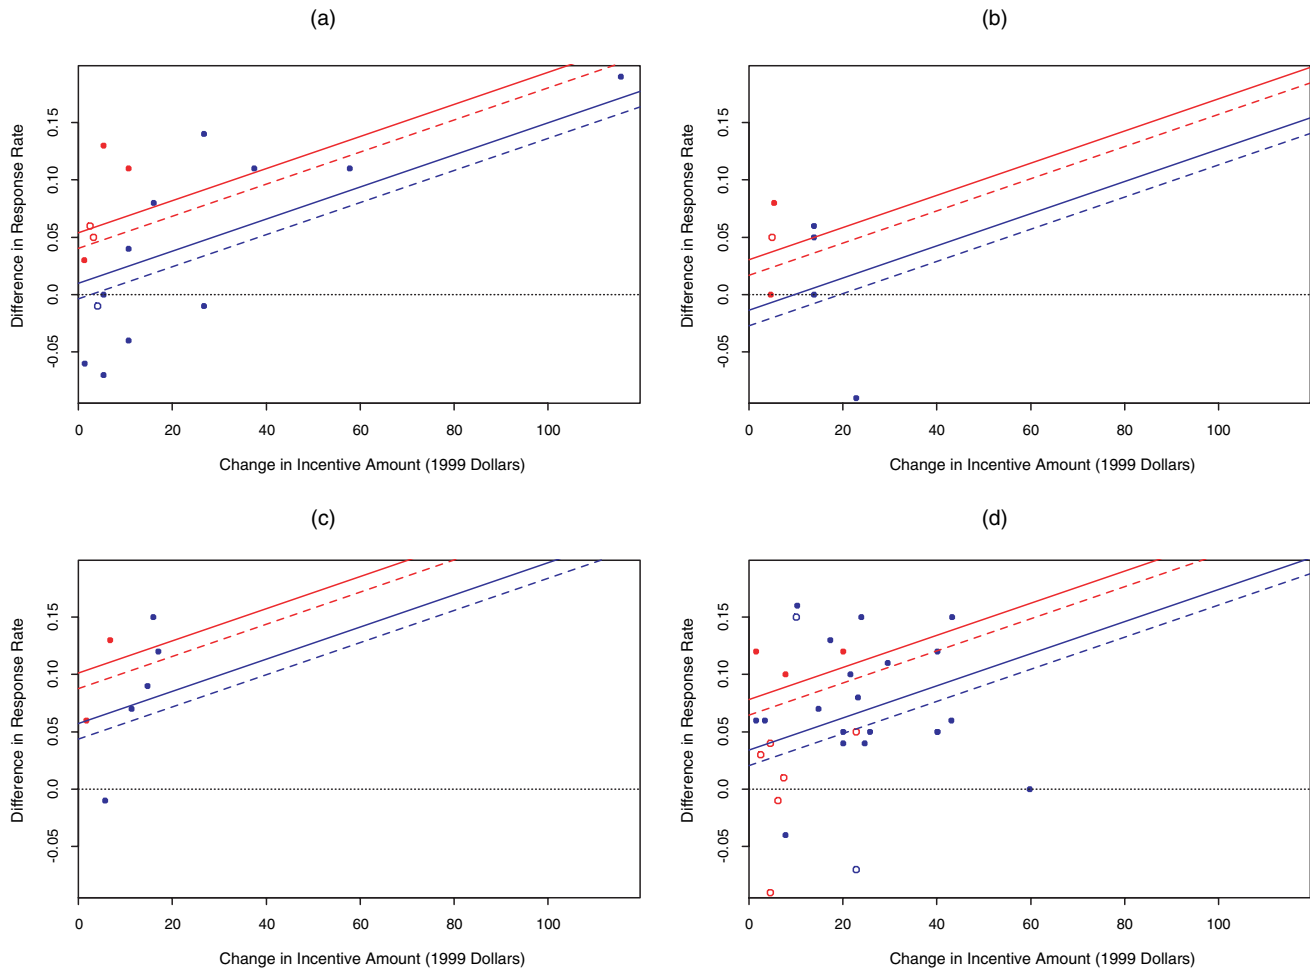 (a)
(b)
Difference in Response Rate
-0.05 0.0 0.05 0.10 0.15
0 20 40 60 80 100
Change in Incentive Amount (1999 Dollars)
Difference in Response Rate
-0.05 0.0 0.05 0.10 0.15
0 20 40 60 80 100
Change in Incentive Amount (1999 Dollars)
(c)
(d)
Difference in Response Rate
-0.05 0.0 0.05 0.10 0.15
0 20 40 60 80 100
Change in Incentive Amount (1999 Dollars)
Difference in Response Rate
-0.05 0.0 0.05 0.10 0.15
0 20 40 60 80 100
Change in Incentive Amount (1999 Dollars)